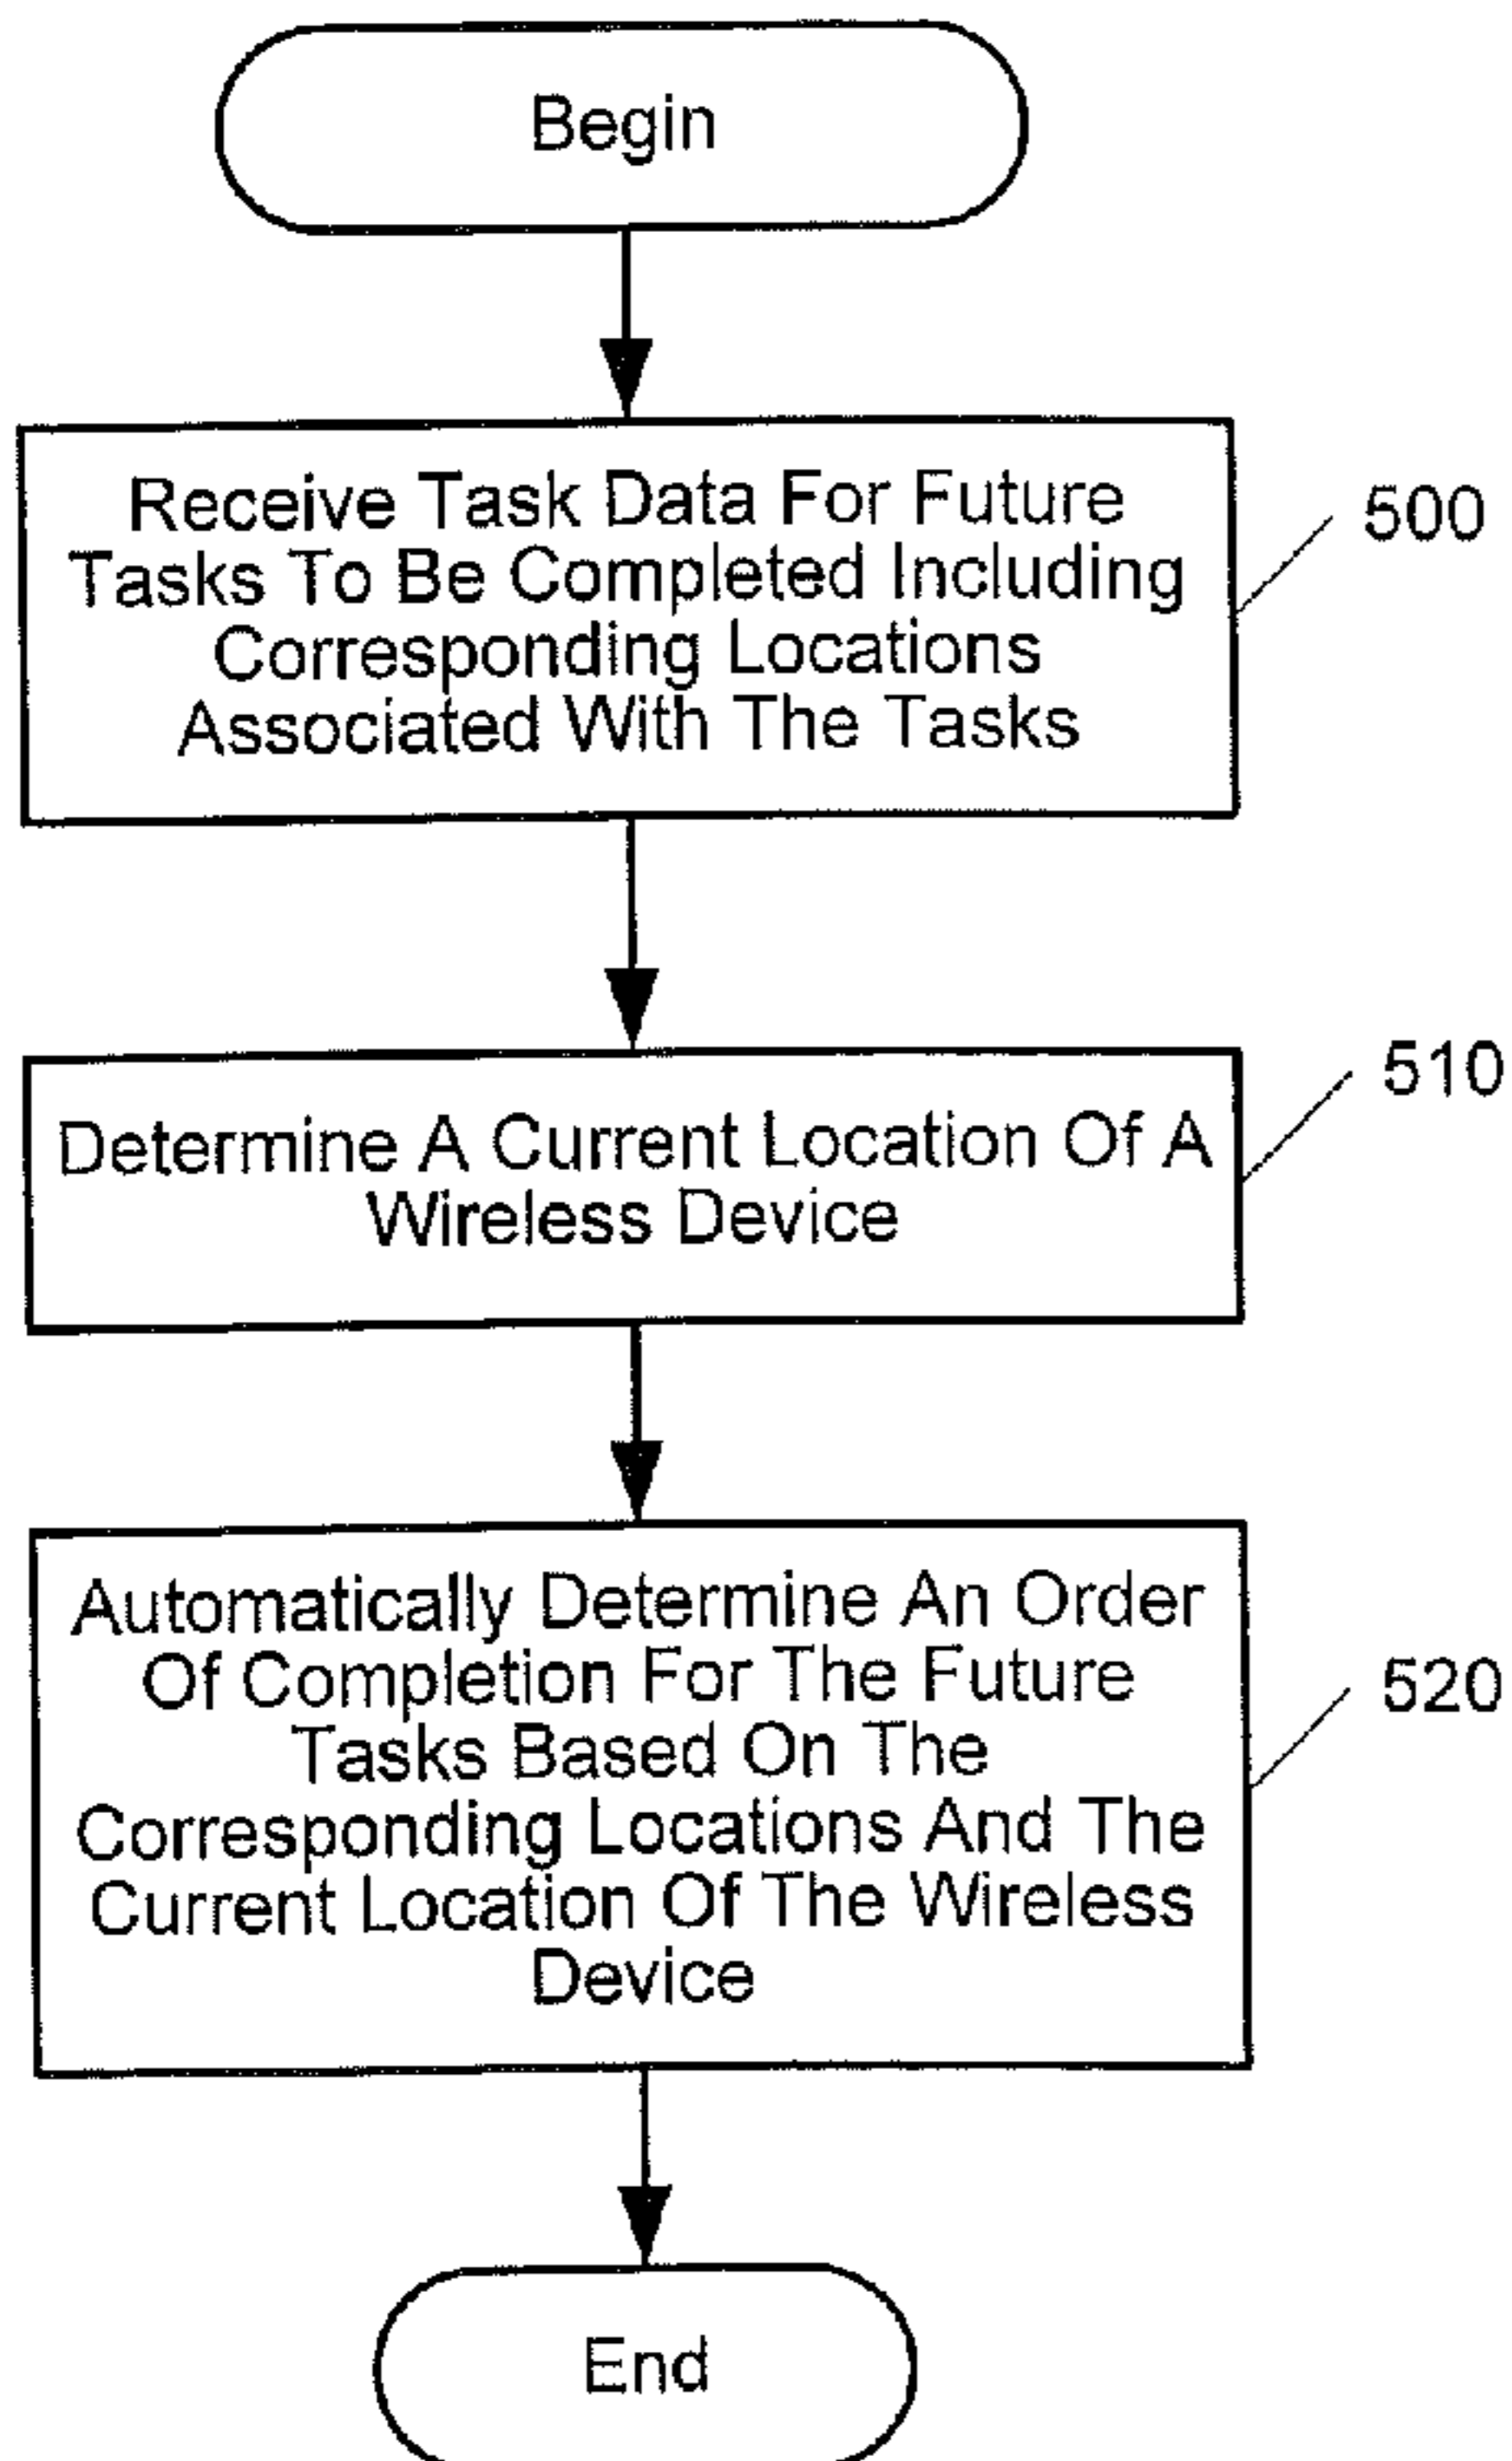 Begin
Receive Task Data For Future
Tasks To Be Completed Including
Corresponding Locations
Associated With The Tasks
500
Determine A Current Location Of A
Wireless Device
510
Automatically Determine An Order
Of Completion For The Future
Tasks Based On The
Corresponding Locations And The
Current Location Of The Wireless
Device
520
End